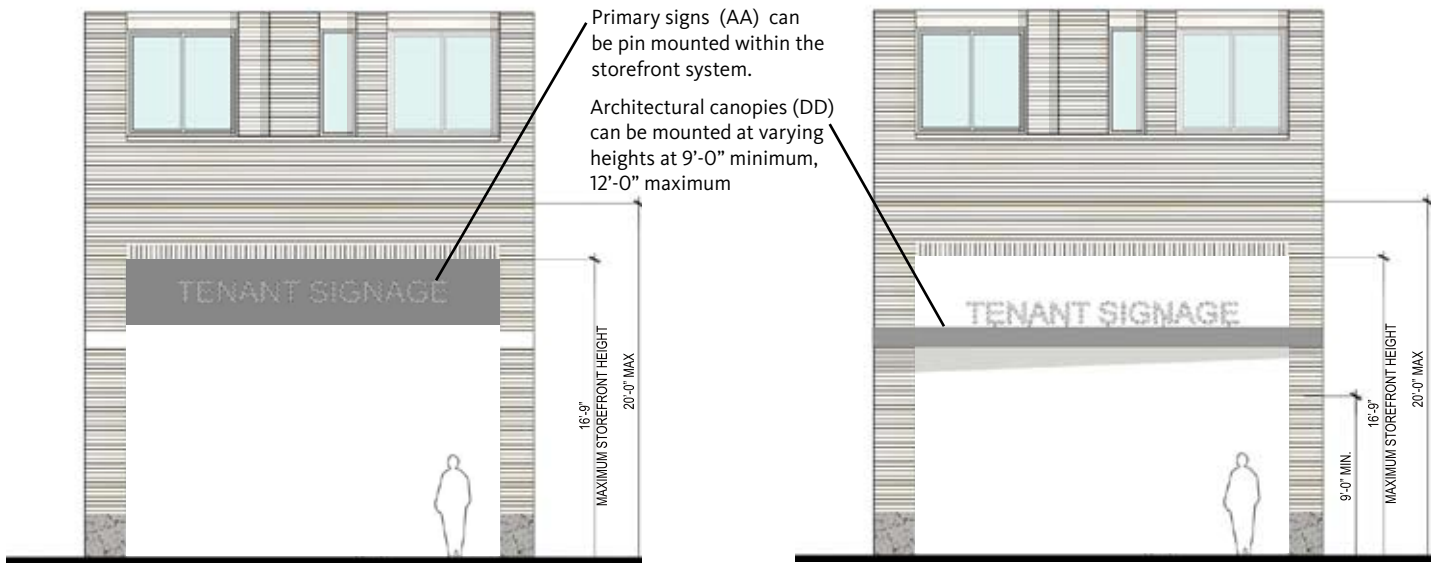 Primary signs (AA) can
be pin mounted within the
storefront system.
Architectural canopies (DD)
can be mounted at varying
heights at 9’-0” minimum,
12’-0” maximum
TENANT SIGNAGE
16'-9"
MAXIMUM STOREFRONT HEIGHT
20'-0" MAX
TENANT SIGNAGE
9'-0" MIN.
16'-9"
MAXIMUM STOREFRONT HEIGHT
20'-0" MAX